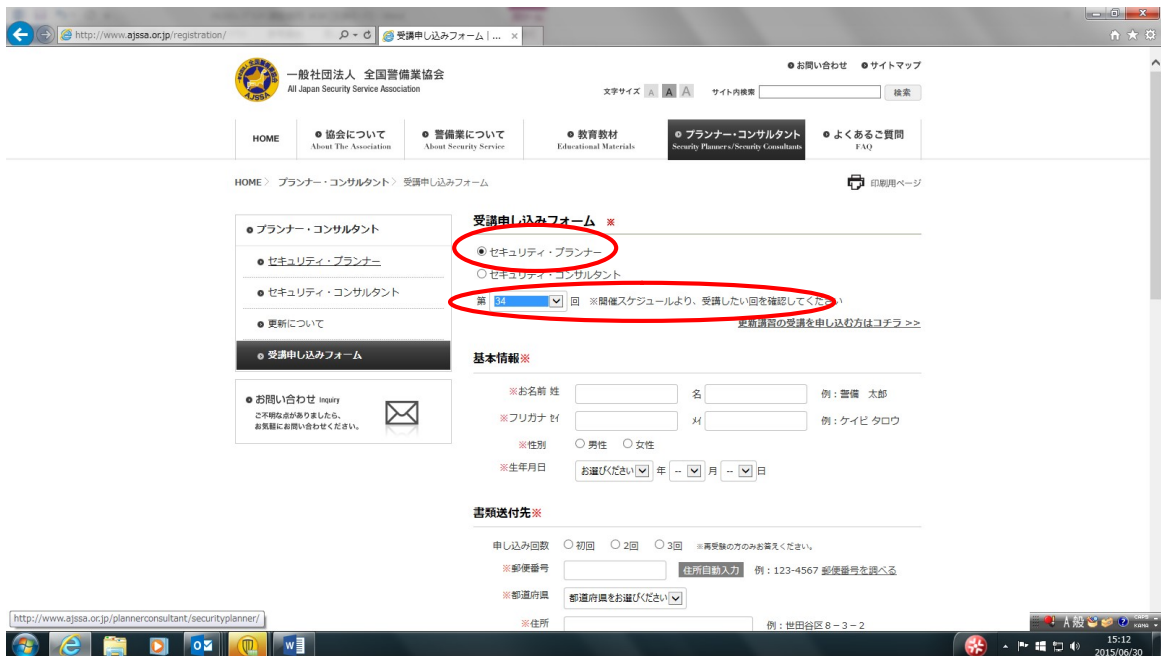 http://www.ajssa.or.jp/registration/
受講申し込みフォーム | ...
お問い合わせ サイトマップ
一般社団法人 全国警備業協会
All Japan Security Service Association
AJSSA
文字サイズ A A A サイト内検索 検索
HOME 協会について 警備業について 教育教材 プランナー・コンサルタント よくあるご質問
About The Association About Security Service Educational Materials Security Planners/Security Consultants FAQ
HOME 〉 プランナー・コンサルタント 〉 受講申し込みフォーム
印刷用ページ
プランナー・コンサルタント
セキュリティ・プランナー
セキュリティ・コンサルタント
更新について
受講申し込みフォーム
お問い合わせ Inquiry
ご不明な点がありましたら、
お気軽にお問い合わせください。
受講申し込みフォーム ※
セキュリティ・プランナー
セキュリティ・コンサルタント
第 34 回 ※開催スケジュールより、受講したい回を確認してください
更新講習の受講を申し込む方はコチラ >>
基本情報※
※お名前 姓 名 例：警備 太郎
※フリガナ セイ メイ 例：ケイビ タロウ
※性別 男性 女性
※生年月日 お選びください 年 -- 月 -- 日
書類送付先※
申し込み回数 初回 2回 3回 ※再受験の方のみお答えください。
※郵便番号 住所自動入力 例：123-4567 郵便番号を調べる
※都道府県 都道府県をお選びください
※住所 例：世田谷区８－３－２
http://www.ajssa.or.jp/plannerconsultant/securityplanner/
A 般 CAPS
KANA
15:12
2015/06/30